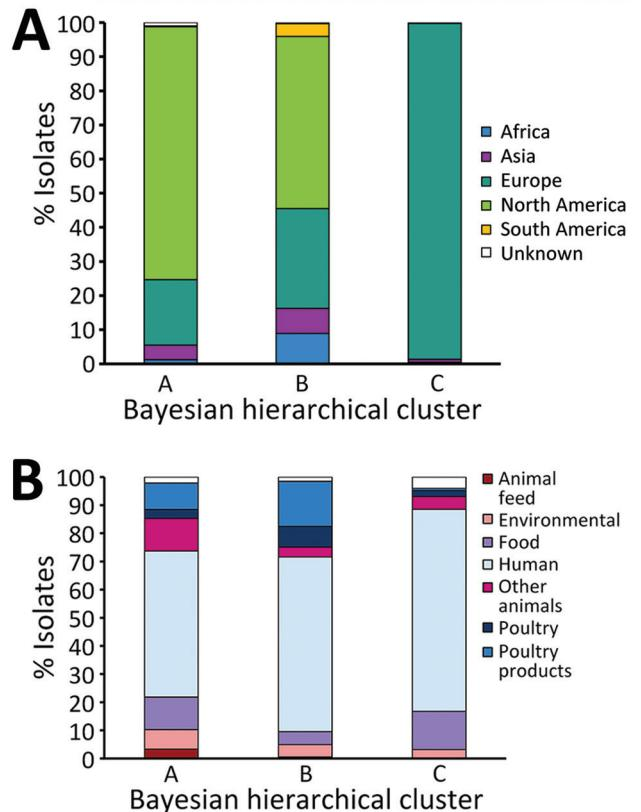 A
100
90
80
70
60
50
40
30
20
10
0
% Isolates
A B C
Bayesian hierarchical cluster
Africa
Asia
Europe
North America
South America
Unknown
B
100
90
80
70
60
50
40
30
20
10
0
% Isolates
A B C
Bayesian hierarchical cluster
Animal
feed
Environmental
Food
Human
Other
animals
Poultry
Poultry
products